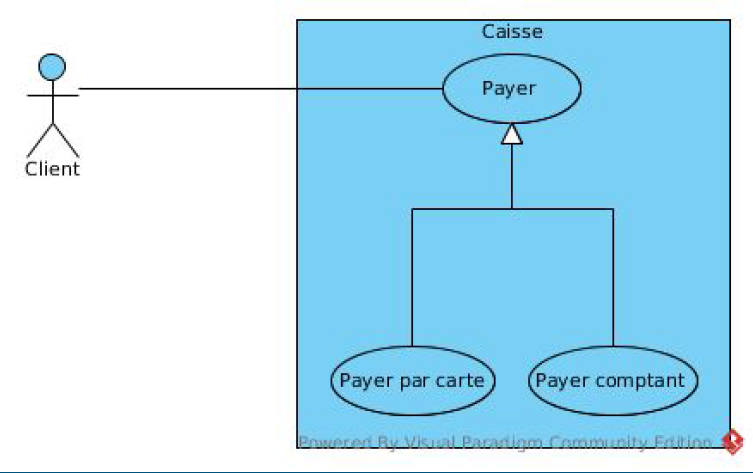 Caisse
Payer
Client
Payer par carte
Payer comptant
Powered By Visual Paradigm Community Edition